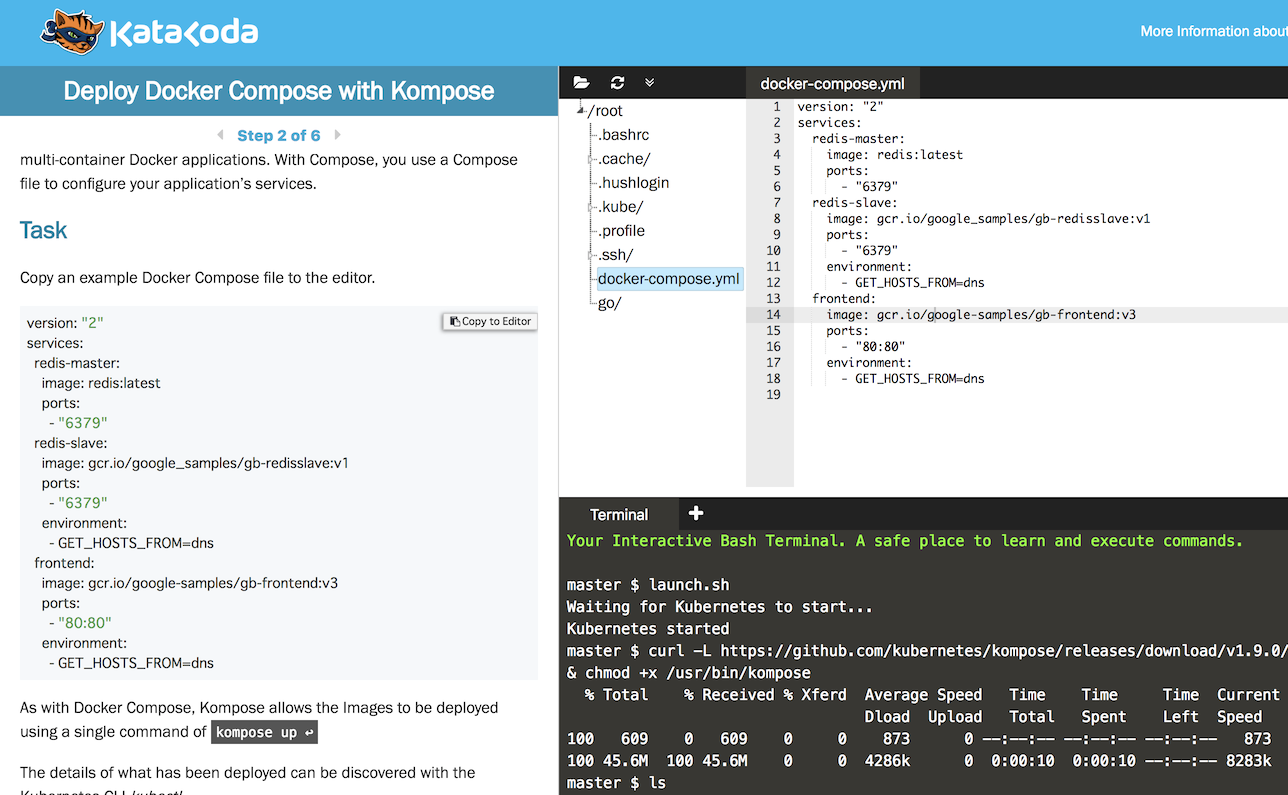 Katakoda
More Information about
Deploy Docker Compose with Kompose
Step 2 of 6
multi-container Docker applications. With Compose, you use a Compose
file to configure your application's services.
Task
Copy an example Docker Compose file to the editor.
Copy to Editor
version: "2"
services:
redis-master:
image: redis:latest
ports:
- "6379"
redis-slave:
image: gcr.io/google_samples/gb-redisslave:v1
ports:
- "6379"
environment:
- GET_HOSTS_FROM=dns
frontend:
image: gcr.io/google-samples/gb-frontend:v3
ports:
- "80:80"
environment:
- GET_HOSTS_FROM=dns
As with Docker Compose, Kompose allows the Images to be deployed
using a single command of kompose up ↩
The details of what has been deployed can be discovered with the
Kubernetes CLI kubectl
/root
.bashrc
.cache/
.hushlogin
.kube/
.profile
.ssh/
docker-compose.yml
go/
docker-compose.yml
1 version: "2"
2 services:
3 redis-master:
4 image: redis:latest
5 ports:
6 - "6379"
7 redis-slave:
8 image: gcr.io/google_samples/gb-redisslave:v1
9 ports:
10 - "6379"
11 environment:
12 - GET_HOSTS_FROM=dns
13 frontend:
14 image: gcr.io/google-samples/gb-frontend:v3
15 ports:
16 - "80:80"
17 environment:
18 - GET_HOSTS_FROM=dns
19
Terminal
Your Interactive Bash Terminal. A safe place to learn and execute commands.
master $ launch.sh
Waiting for Kubernetes to start...
Kubernetes started
master $ curl -L https://github.com/kubernetes/kompose/releases/download/v1.9.0/
& chmod +x /usr/bin/kompose
% Total % Received % Xferd Average Speed Time Time Time Current
Dload Upload Total Spent Left Speed
100 609 0 609 0 0 873 0 --:--:-- --:--:-- --:--:-- 873
100 45.6M 100 45.6M 0 0 4286k 0 0:00:10 0:00:10 --:--:-- 8283k
master $ ls